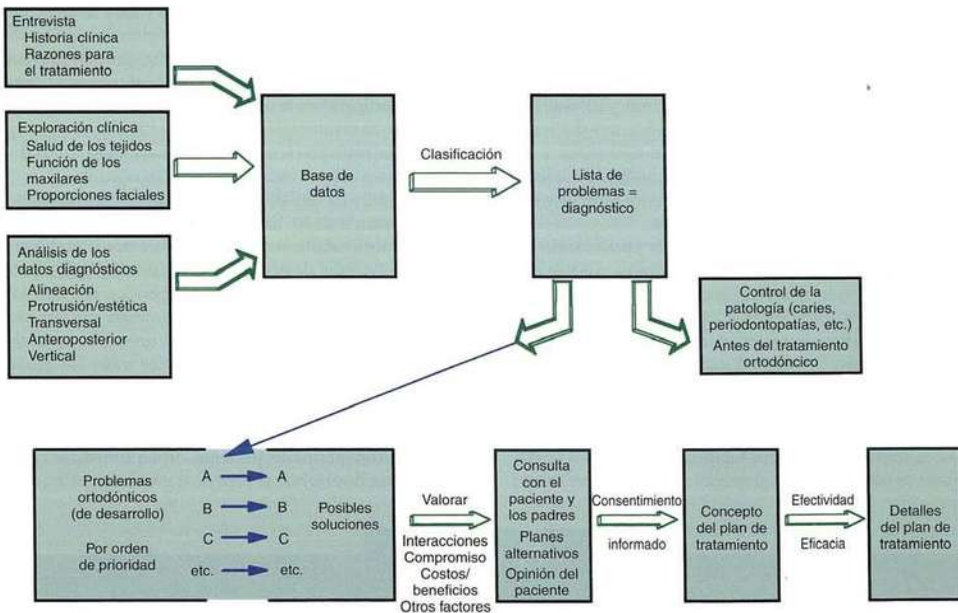 Entrevista
Historia clínica
Razones para
el tratamiento
Exploración clínica
Salud de los tejidos
Función de los
maxilares
Proporciones faciales
Análisis de los
datos diagnósticos
Alineación
Protrusión/estética
Transversal
Anteroposterior
Vertical
Base de
datos
Clasificación
Lista de
problemas =
diagnóstico
Control de la
patología (caries,
periodontopatías, etc.)
Antes del tratamiento
ortodóncico
Problemas
ortodónticos
(de desarrollo)
Por orden
de prioridad
A A
B B
C C
etc. etc.
Posibles
soluciones
Valorar
Interacciones
Compromiso
Costos/
beneficios
Otros factores
Consulta
con el
paciente y
los padres
Planes
alternativos
Opinión del
paciente
Consentimiento
informado
Concepto
del plan de
tratamiento
Efectividad
Eficacia
Detalles
del plan de
tratamiento